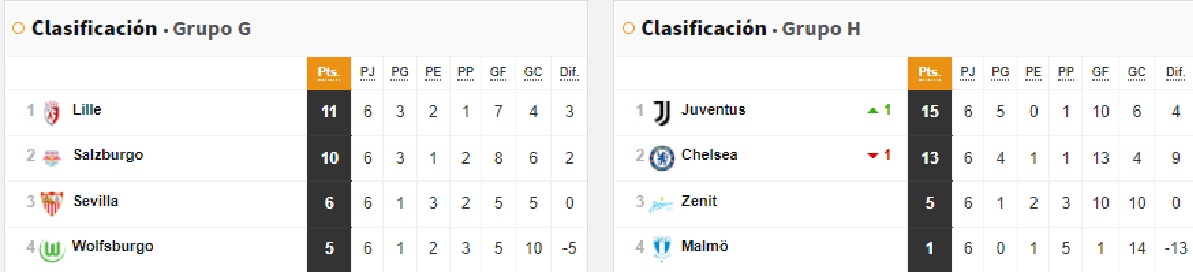 Clasificación · Grupo G
Pts. PJ PG PE PP GF GC Dif.
1 Lille 11 6 3 2 1 7 4 3
2 Salzburgo 10 6 3 1 2 8 6 2
3 Sevilla 6 6 1 3 2 5 5 0
4 Wolfsburgo 5 6 1 2 3 5 10 -5
Clasificación · Grupo H
Pts. PJ PG PE PP GF GC Dif.
1 Juventus 1 15 6 5 0 1 10 6 4
2 Chelsea 1 13 6 4 1 1 13 4 9
3 Zenit 5 6 1 2 3 10 10 0
4 Malmö 1 6 0 1 5 1 14 -13